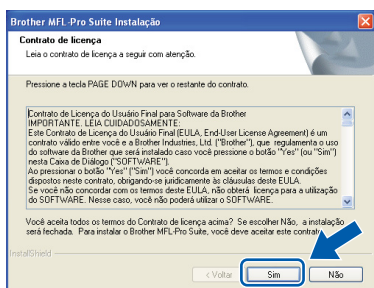 Brother MFL-Pro Suite Instalação
Contrato de licença
Leia o contrato de licença a seguir com atenção.
Pressione a tecla PAGE DOWN para ver o restante do contrato.
Contrato de Licença do Usuário Final para Software da Brother
IMPORTANTE. LEIA CUIDADOSAMENTE:
Este Contrato de Licença do Usuário Final (EULA, End-User License Agreement) é um
contrato válido entre você e a Brother Industries, Ltd. ("Brother"), que regulamenta o uso
do software da Brother que será instalado caso você pressione o botão "Yes" (ou "Sim")
nesta Caixa de Diálogo ("SOFTWARE").
Ao pressionar o botão "Yes" ("Sim") você concorda em aceitar os termos e condições
dispostos neste contrato, obrigando-se juridicamente às cláusulas deste EULA.
Se você não concordar com os termos deste EULA, não obterá licença para a utilização
do SOFTWARE. Nesse caso, você não poderá utilizar o SOFTWARE.
Você aceita todos os termos do Contrato de licença acima? Se escolher Não, a instalação
será fechada. Para instalar o Brother MFL-Pro Suite, você deve aceitar este
InstallShield
< Voltar
Sim
Não